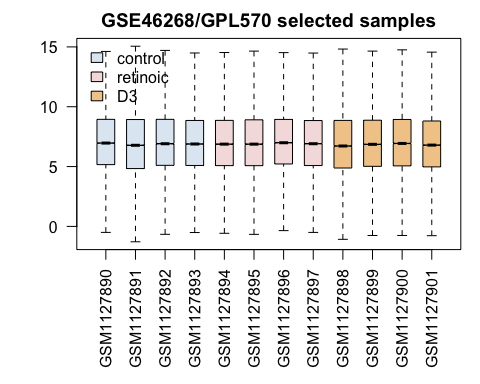 GSE46268/GPL570 selected samples
15
10
5
0
control
retinoic
D3
GSM1127890
GSM1127891
GSM1127892
GSM1127893
GSM1127894
GSM1127895
GSM1127896
GSM1127897
GSM1127898
GSM1127899
GSM1127900
GSM1127901